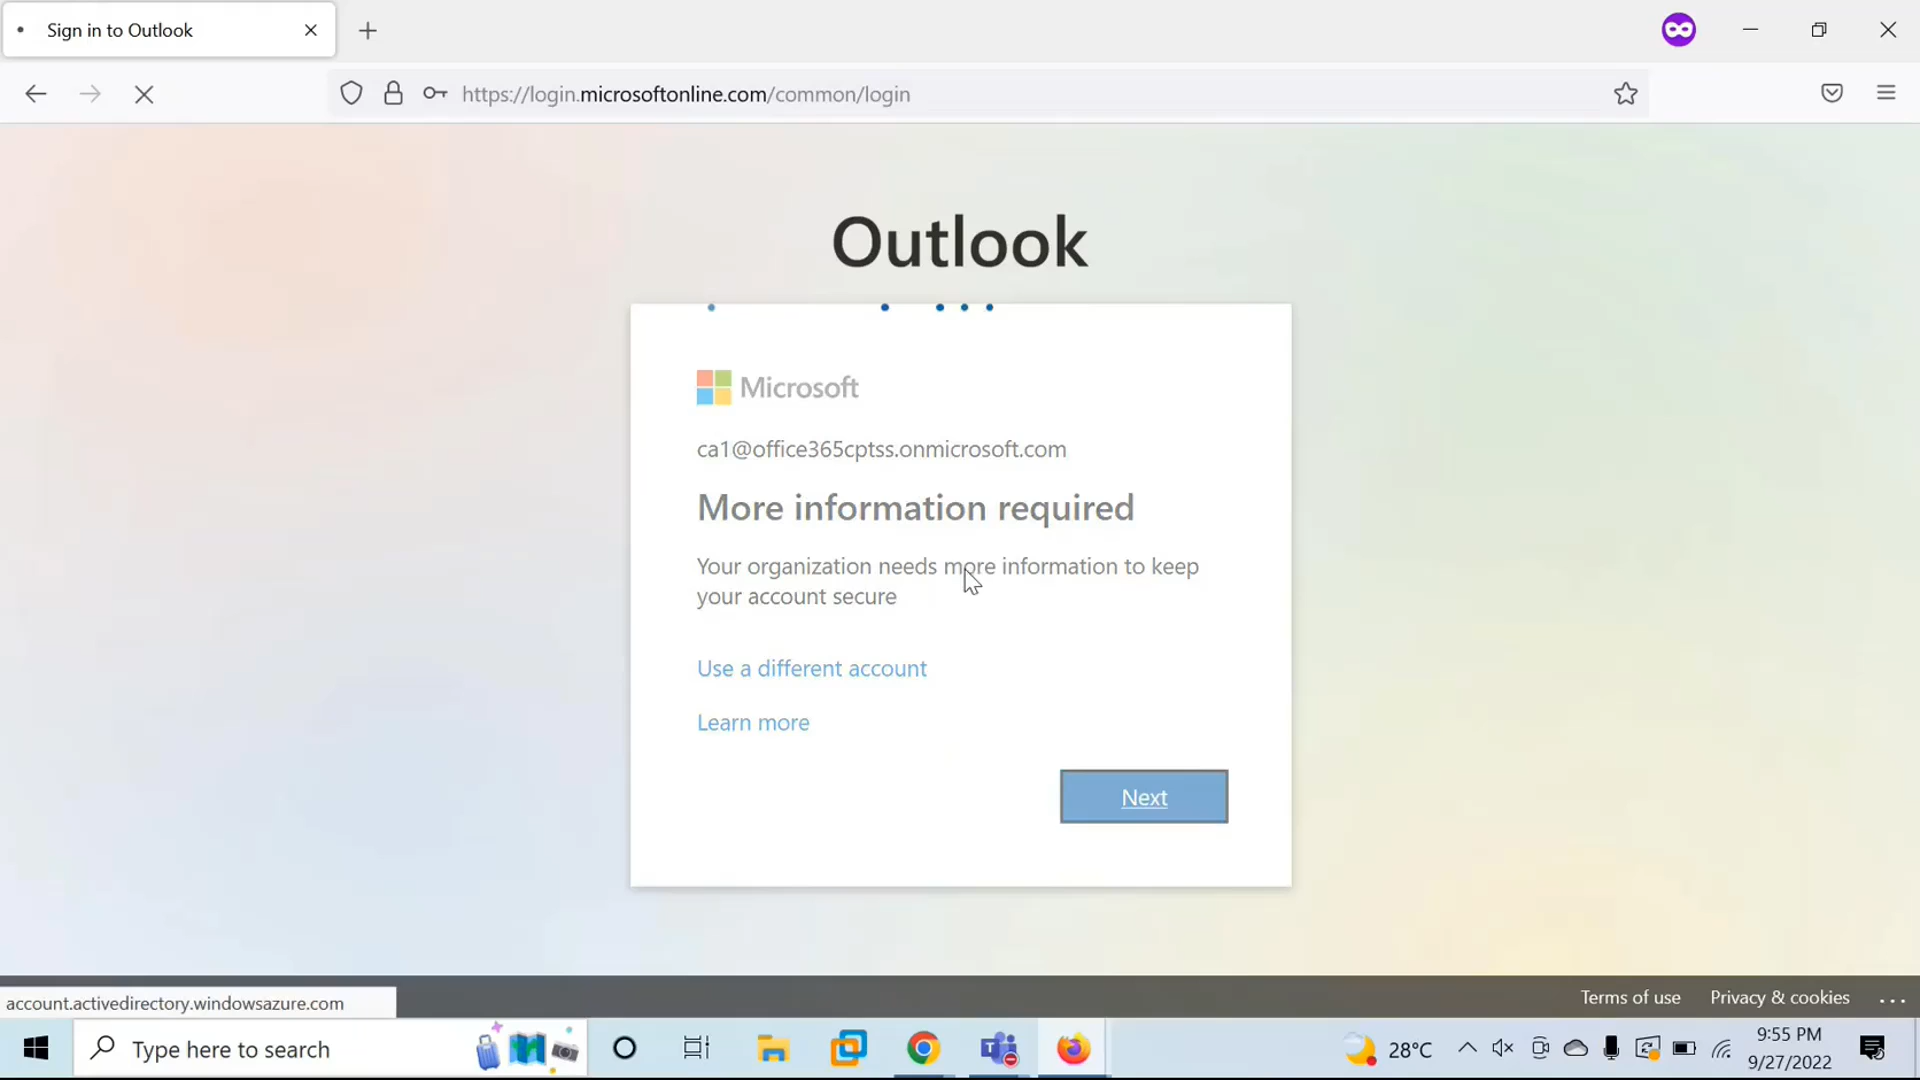 Sign in to Outlook
https://login.microsoftonline.com/common/login
Outlook
Microsoft
ca1@office365cptss.onmicrosoft.com
More information required
Your organization needs more information to keep
your account secure
Use a different account
Learn more
Next
account.activedirectory.windowsazure.com
Terms of use
Privacy & cookies
...
Type here to search
28°C
9:55 PM
9/27/2022